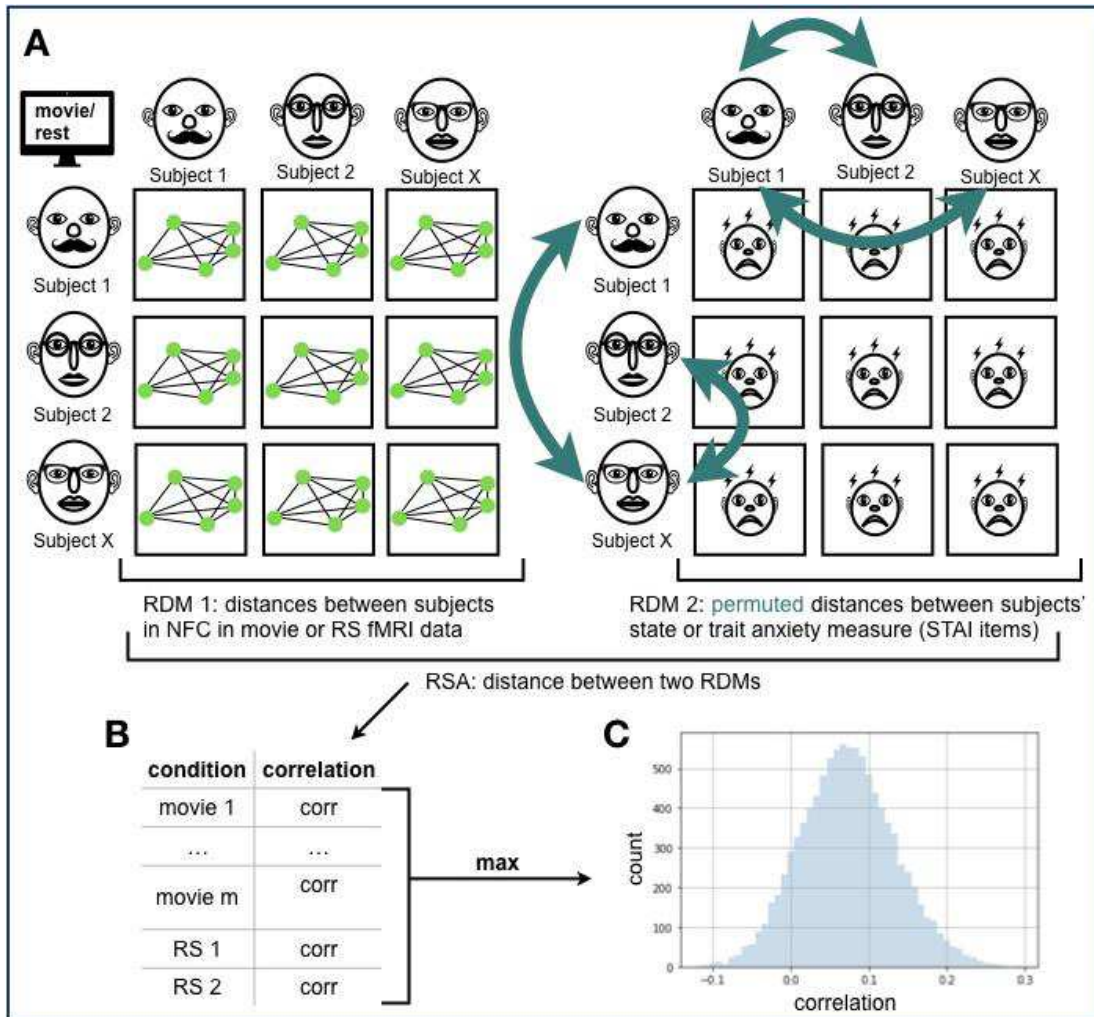 A
movie/
rest
Subject 1
Subject 2
Subject X
Subject 1
Subject 2
Subject X
Subject 1
Subject 2
Subject X
Subject 1
Subject 2
Subject X
RDM 1: distances between subjects
in NFC in movie or RS fMRI data
RDM 2: permuted distances between subjects'
state or trait anxiety measure (STAI items)
RSA: distance between two RDMs
B
condition correlation
movie 1 corr
... ...
movie m corr
RS 1 corr
RS 2 corr
max
C
count
500
400
300
200
100
0
−0.1 0.0 0.1 0.2 0.3
correlation